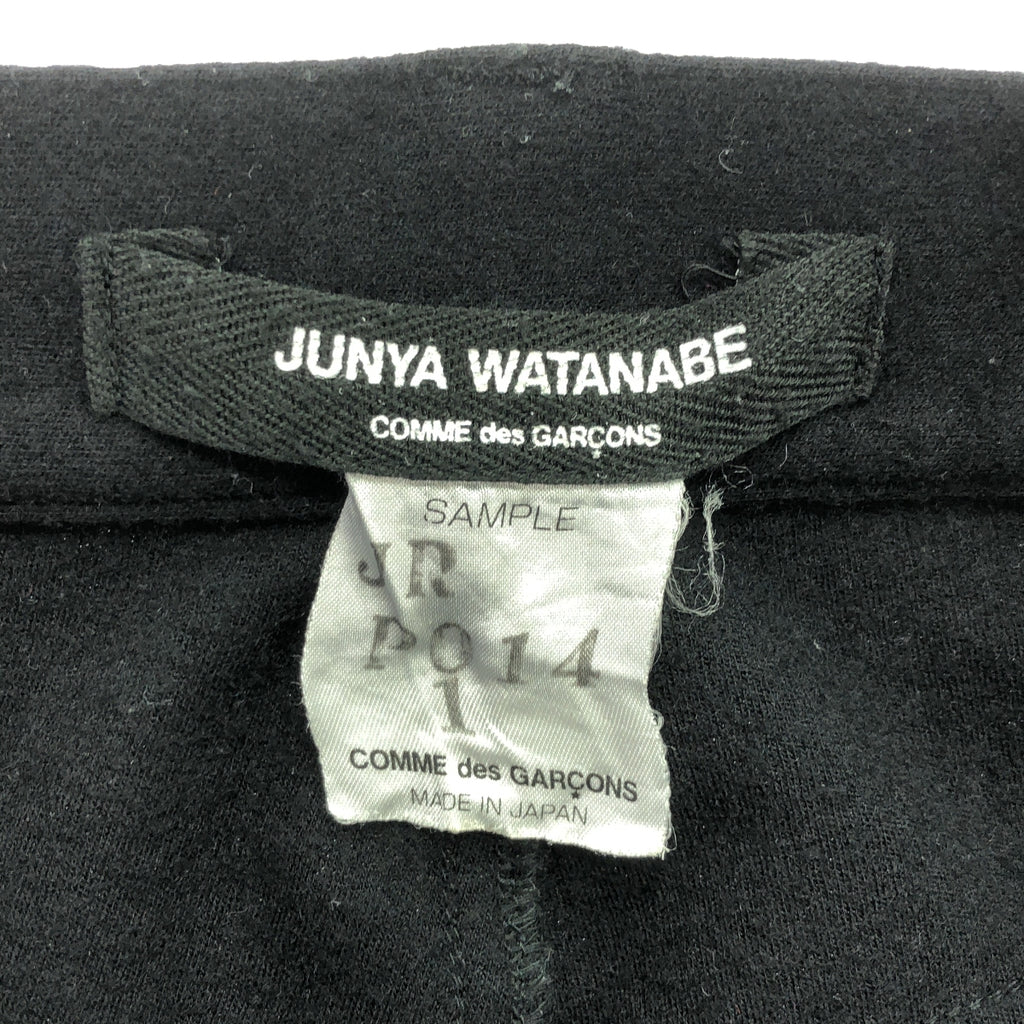 JUNYA WATANABE
COMME des GARÇONS
SAMPLE
JR
P014
1
COMME des GARÇONS
MADE IN JAPAN